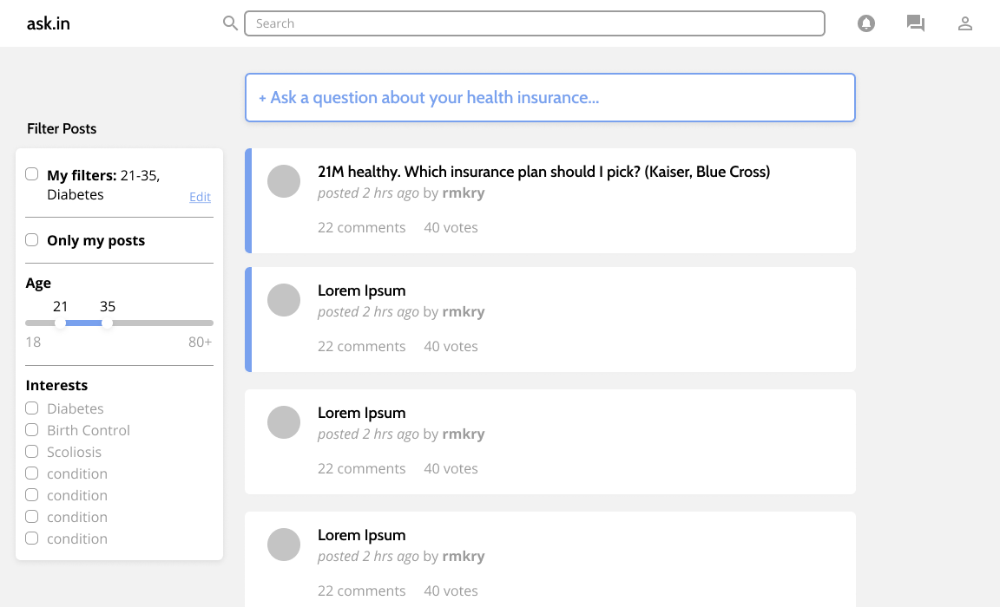 ask.in
Search
+ Ask a question about your health insurance...
Filter Posts
My filters: 21-35,
Diabetes
Edit
Only my posts
Age
21 35
18 80+
Interests
Diabetes
Birth Control
Scoliosis
condition
condition
condition
condition
21M healthy. Which insurance plan should I pick? (Kaiser, Blue Cross)
posted 2 hrs ago by rmkry
22 comments 40 votes
Lorem Ipsum
posted 2 hrs ago by rmkry
22 comments 40 votes
Lorem Ipsum
posted 2 hrs ago by rmkry
22 comments 40 votes
Lorem Ipsum
posted 2 hrs ago by rmkry
22 comments 40 votes